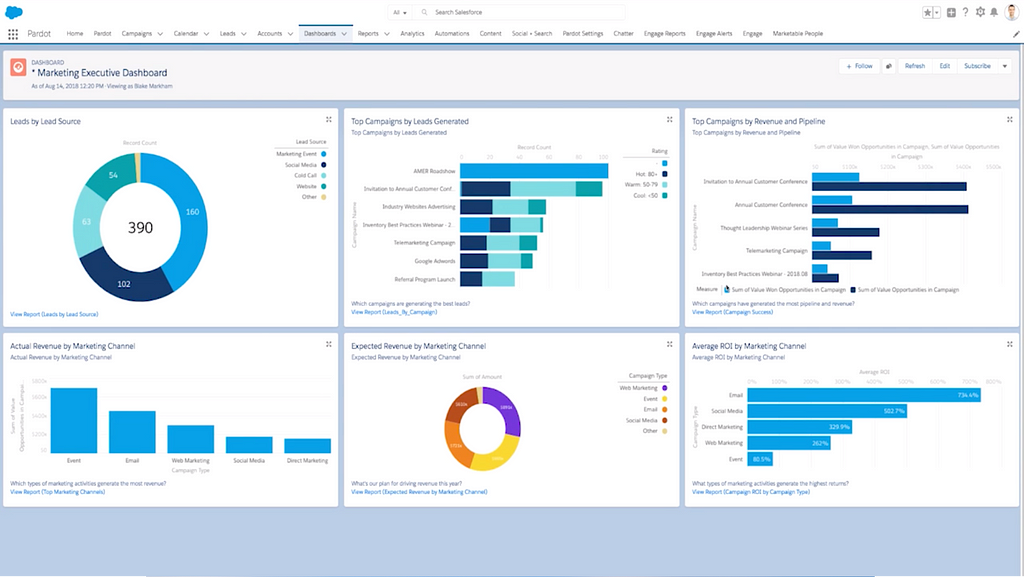 All
Search Salesforce
Pardot
Home
Pardot
Campaigns
Calendar
Leads
Accounts
Dashboards
Reports
Analytics
Automations
Content
Social + Search
Pardot Settings
Chatter
Engage Reports
Engage Alerts
Engage
Marketable People
DASHBOARD
* Marketing Executive Dashboard
As of Aug 14, 2018 12:20 PM · Viewing as Blake Markham
+ Follow
Refresh
Edit
Subscribe
Leads by Lead Source
Record Count
Lead Source
Marketing Event
Social Media
Cold Call
Website
Other
54
160
63
390
102
View Report (Leads by Lead Source)
Top Campaigns by Leads Generated
Top Campaigns by Leads Generated
Record Count
0 20 40 60 80 100
Rating
-
Hot: 80+
Warm: 50-79
Cool: <50
Campaign Name
AMER Roadshow
Invitation to Annual Customer Conf...
Industry Websites Advertising
Inventory Best Practices Webinar - 2...
Telemarketing Campaign
Google Adwords
Referral Program Launch
Which campaigns are generating the best leads?
View Report (Leads_By_Campaign)
Top Campaigns by Revenue and Pipeline
Top Campaigns by Revenue and Pipeline
Sum of Value Won Opportunities in Campaign, Sum of Value Opportunities
in Campaign
Campaign Name
Invitation to Annual Customer Conference
Annual Customer Conference
Thought Leadership Webinar Series
Telemarketing Campaign
Inventory Best Practices Webinar - 2018 08
Measure
Sum of Value Won Opportunities in Campaign
Sum of Value Opportunities in Campaign
Which campaigns have generated the most pipeline and revenue?
View Report (Campaign Success)
Actual Revenue by Marketing Channel
Actual Revenue by Marketing Channel
Sum of Value
Opportunities in Campai...
Event
Email
Web Marketing
Social Media
Direct Marketing
Campaign Type
Which types of marketing activities generate the most revenue?
View Report (Top Marketing Channels)
Expected Revenue by Marketing Channel
Expected Revenue by Marketing Channel
Sum of Amount
Campaign Type
Web Marketing
Event
Email
Social Media
Other
What's our plan for driving revenue this year?
View Report (Expected Revenue by Marketing Channel)
Average ROI by Marketing Channel
Average ROI by Marketing Channel
Average ROI
0% 100% 200% 300% 400% 500% 600% 700% 800%
Campaign Type
Email
734.4%
Social Media
502.7%
Direct Marketing
329.9%
Web Marketing
262%
Event
80.5%
What types of marketing activities generate the highest returns?
View Report (Campaign ROI by Campaign Type)